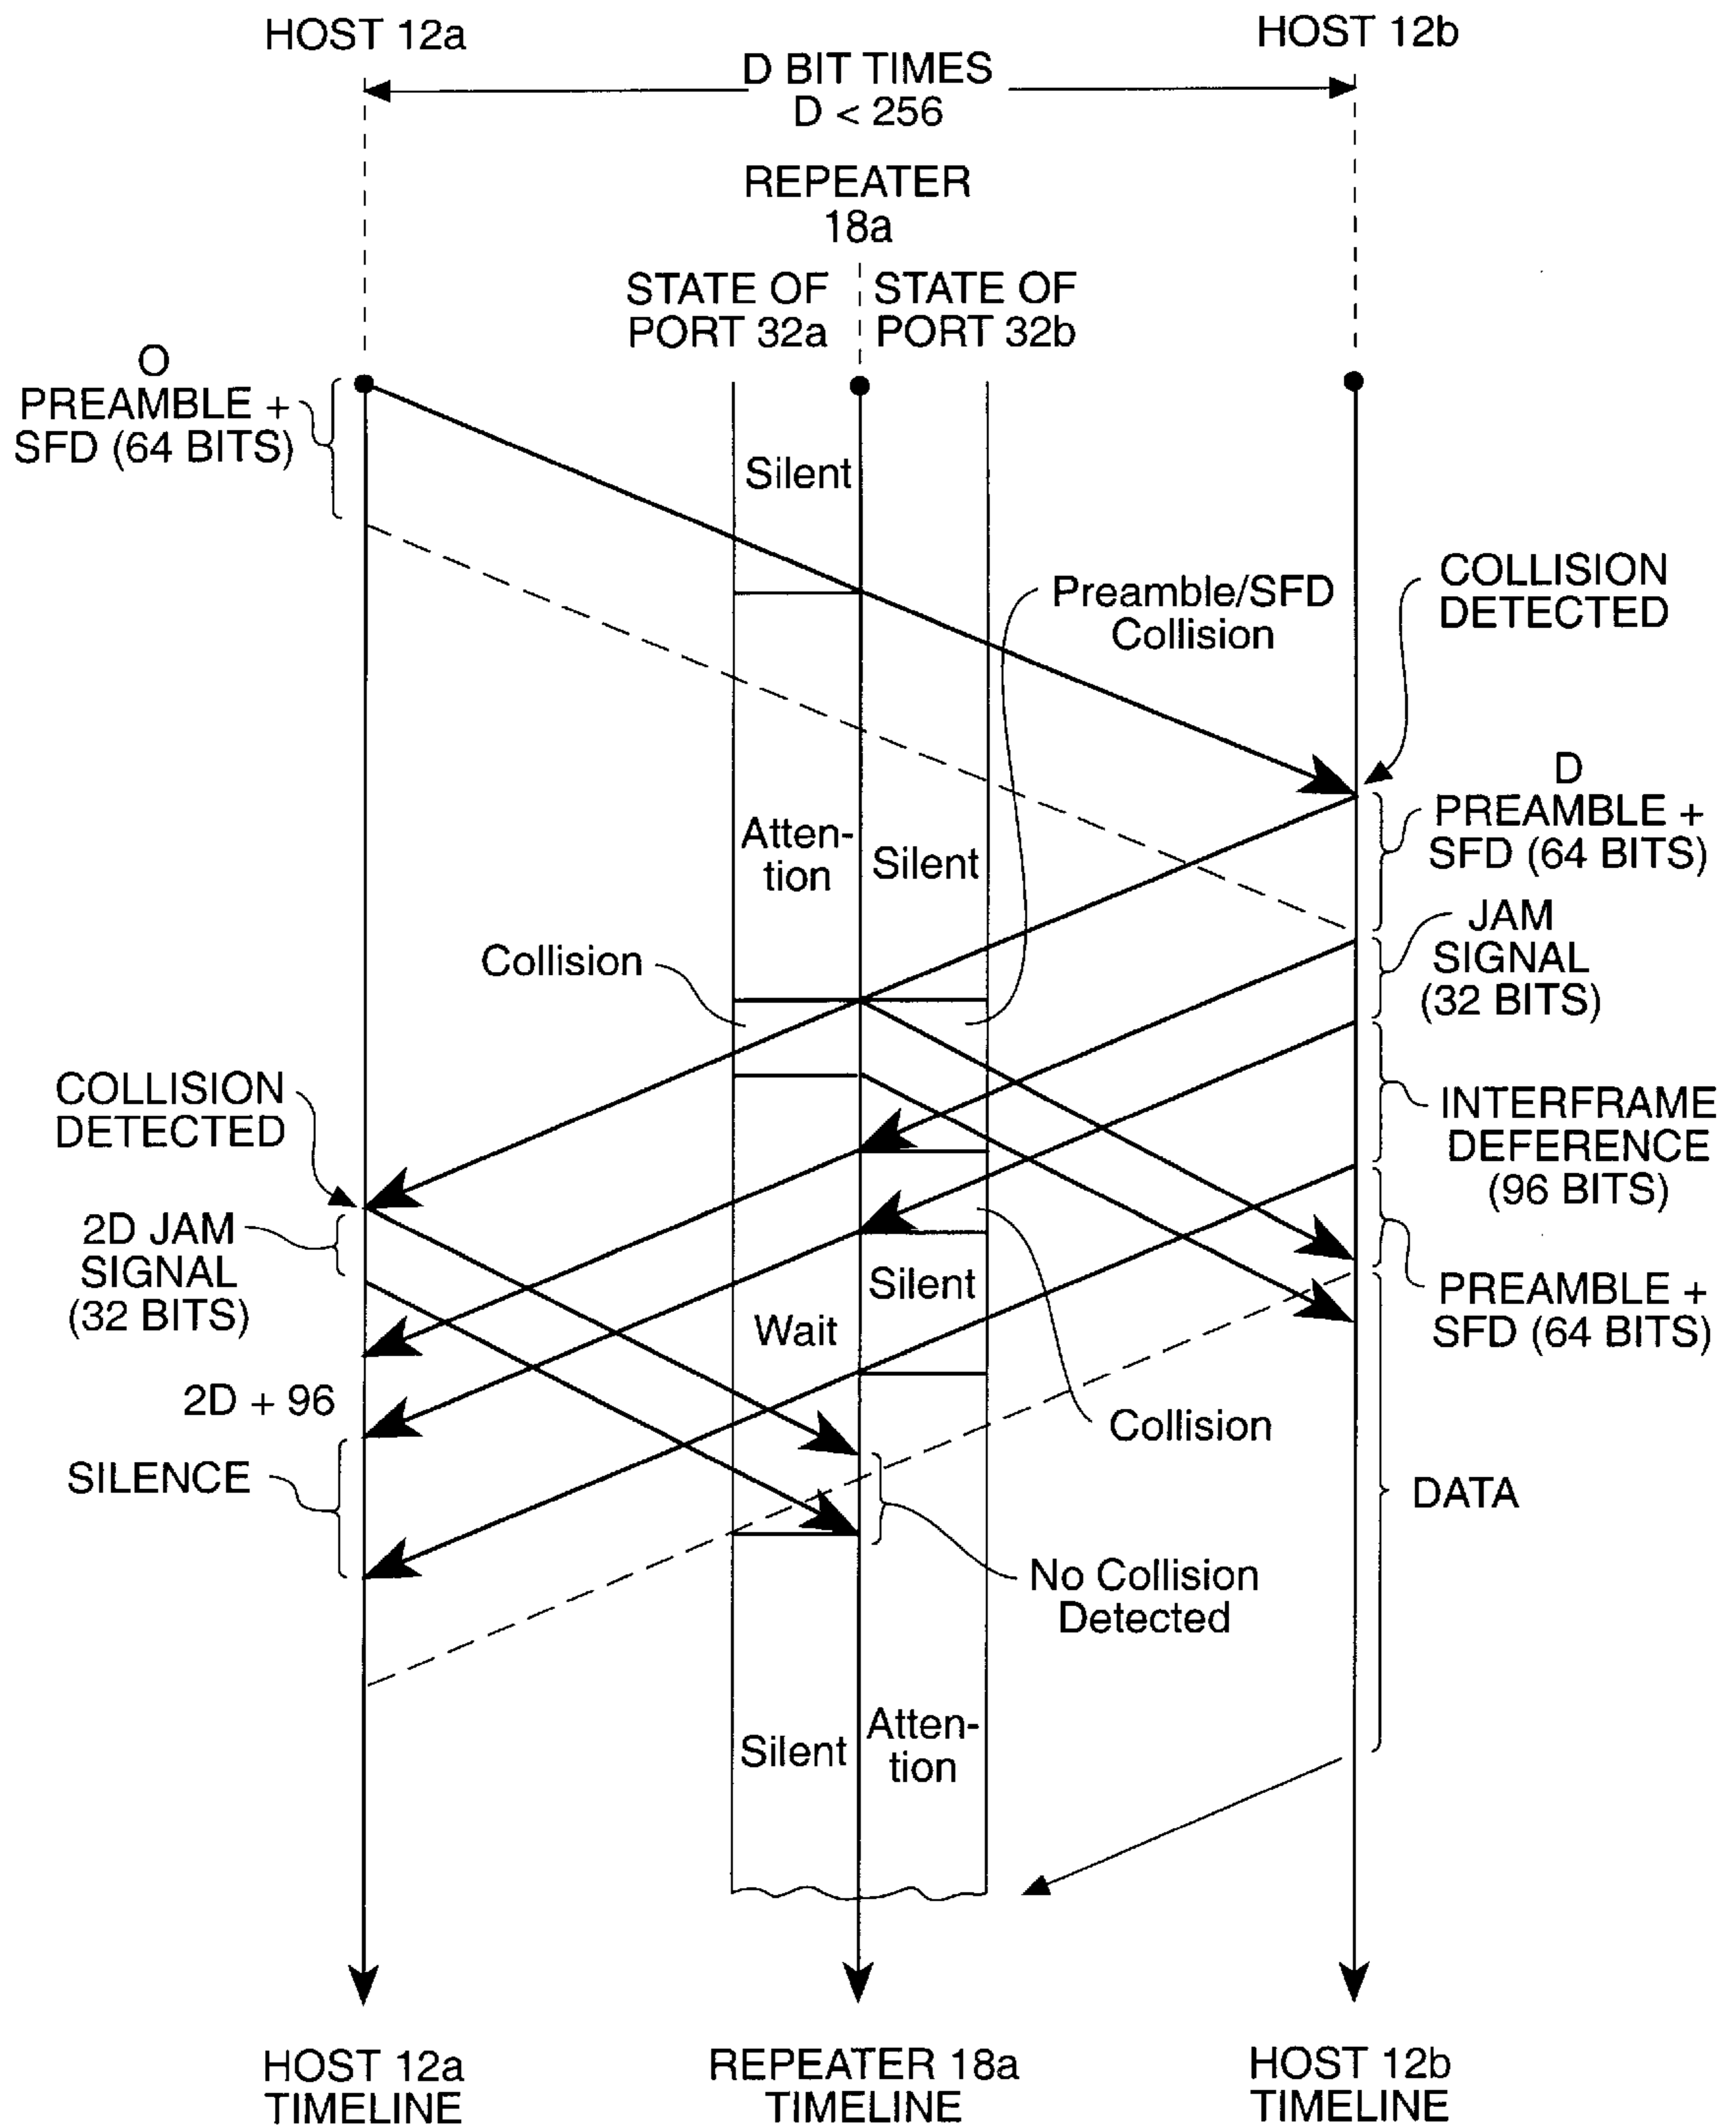 HOST 12a
HOST 12b
D BIT TIMES
D < 256
REPEATER
18a
STATE OF
PORT 32a
STATE OF
PORT 32b
O
PREAMBLE +
SFD (64 BITS)
Silent
Preamble/SFD
Collision
COLLISION
DETECTED
D
PREAMBLE +
SFD (64 BITS)
Atten-
tion
Silent
JAM
SIGNAL
(32 BITS)
Collision
COLLISION
DETECTED
INTERFRAME
DEFERENCE
(96 BITS)
2D JAM
SIGNAL
(32 BITS)
Silent
Wait
PREAMBLE +
SFD (64 BITS)
2D + 96
Collision
SILENCE
DATA
No Collision
Detected
Silent
Atten-
tion
HOST 12a
TIMELINE
REPEATER 18a
TIMELINE
HOST 12b
TIMELINE